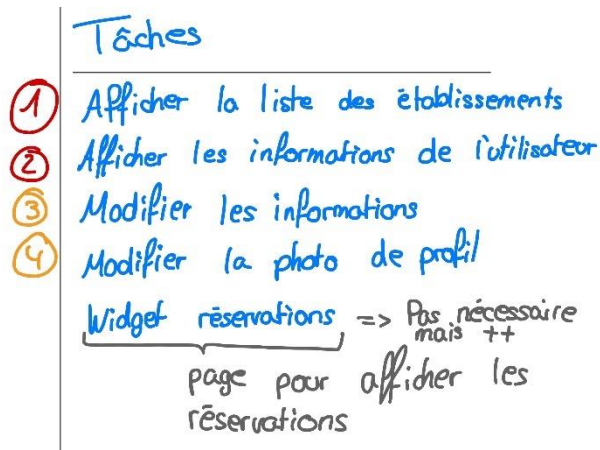 Tâches
1 Afficher la liste des établissements
2 Afficher les informations de l'utilisateur
3 Modifier les informations
4 Modifier la photo de profil
Widget réservations => Pas nécessaire
mais ++
page pour afficher les
réservations